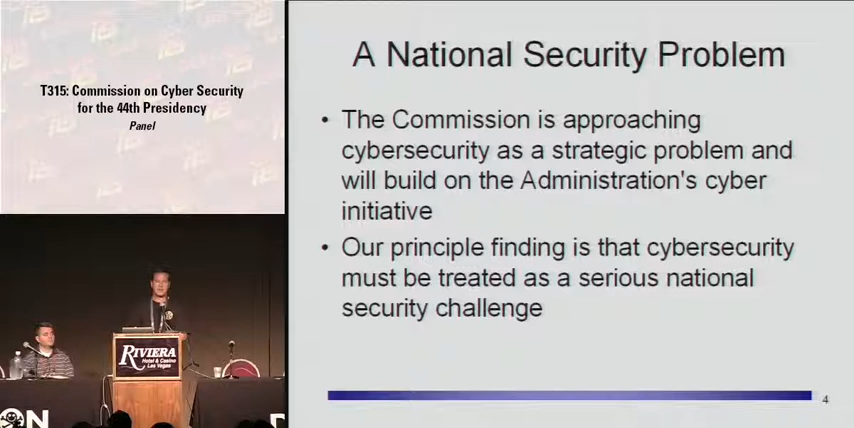 T315: Commission on Cyber Security
for the 44th Presidency
Panel
A National Security Problem
• The Commission is approaching
cybersecurity as a strategic problem and
will build on the Administration's cyber
initiative
• Our principle finding is that cybersecurity
must be treated as a serious national
security challenge
4
RIVIERA
Hotel & Casino
Las Vegas